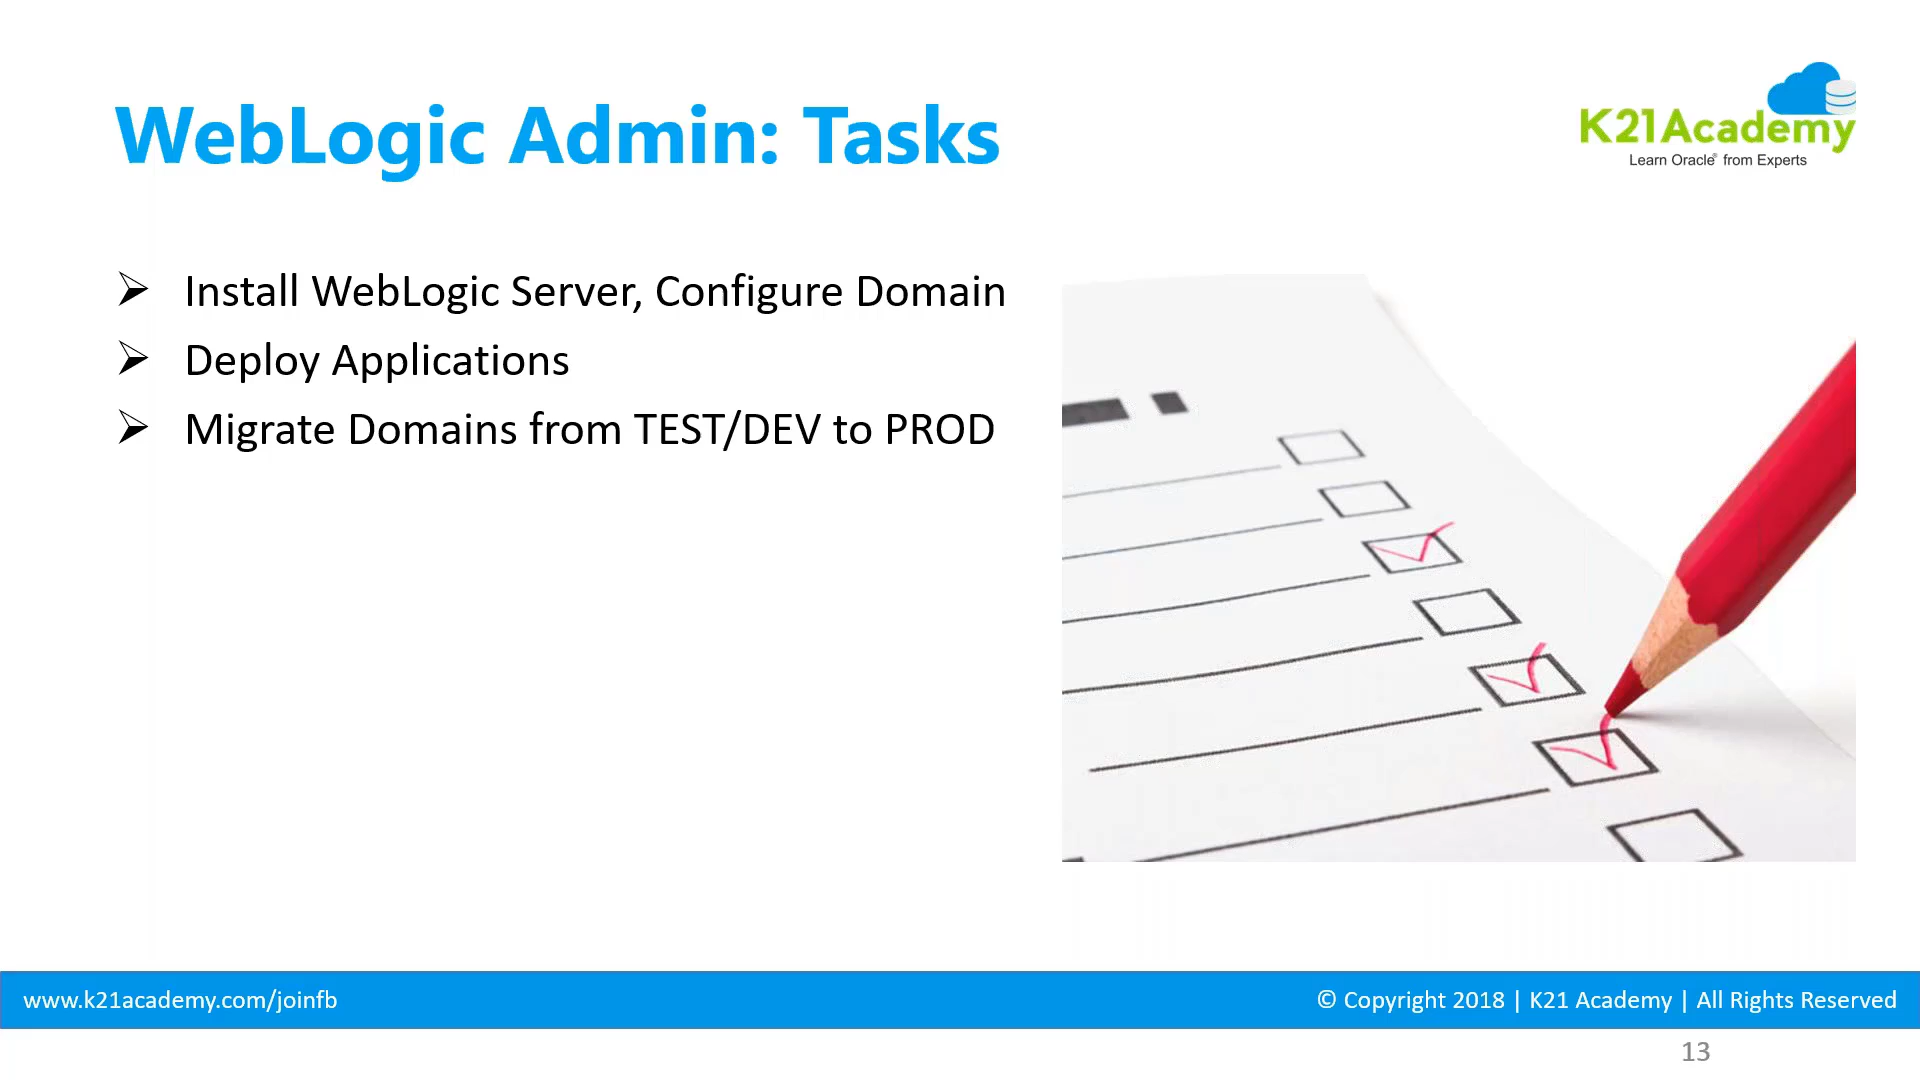 WebLogic Admin: Tasks
K21Academy
Learn Oracle® from Experts
Install WebLogic Server, Configure Domain
Deploy Applications
Migrate Domains from TEST/DEV to PROD
www.k21academy.com/joinfb
© Copyright 2018 | K21 Academy | All Rights Reserved
13